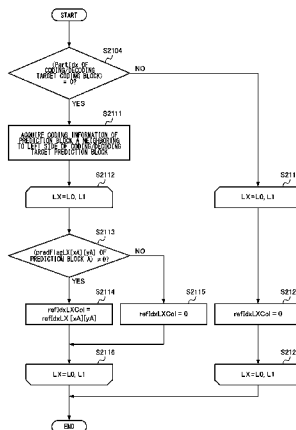 START
S2104
(PartIdx OF
CODING/DECODING
TARGET CODING BLOCK)
= 0?
NO
YES
S2111
ACQUIRE CODING INFORMATION OF
PREDICTION BLOCK A NEIGHBORING
TO LEFT SIDE OF CODING/DECODING
TARGET PREDICTION BLOCK
S2112
LX=L0, L1
S211
LX=L0, L1
S2113
(predFlagLX[xA][yA] OF
PREDICTION BLOCK A) ≠ 0?
NO
YES
S2114
refIdxLXCol =
refIdxLX[xA][yA]
S2115
refIdxLXCol = 0
S212
refIdxLXCol = 0
S2116
LX=L0, L1
S212
LX=L0, L1
END